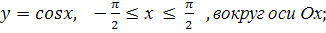 y = cosx, −π/2 ≤ x ≤ π/2 ,вокруг оси Ox;